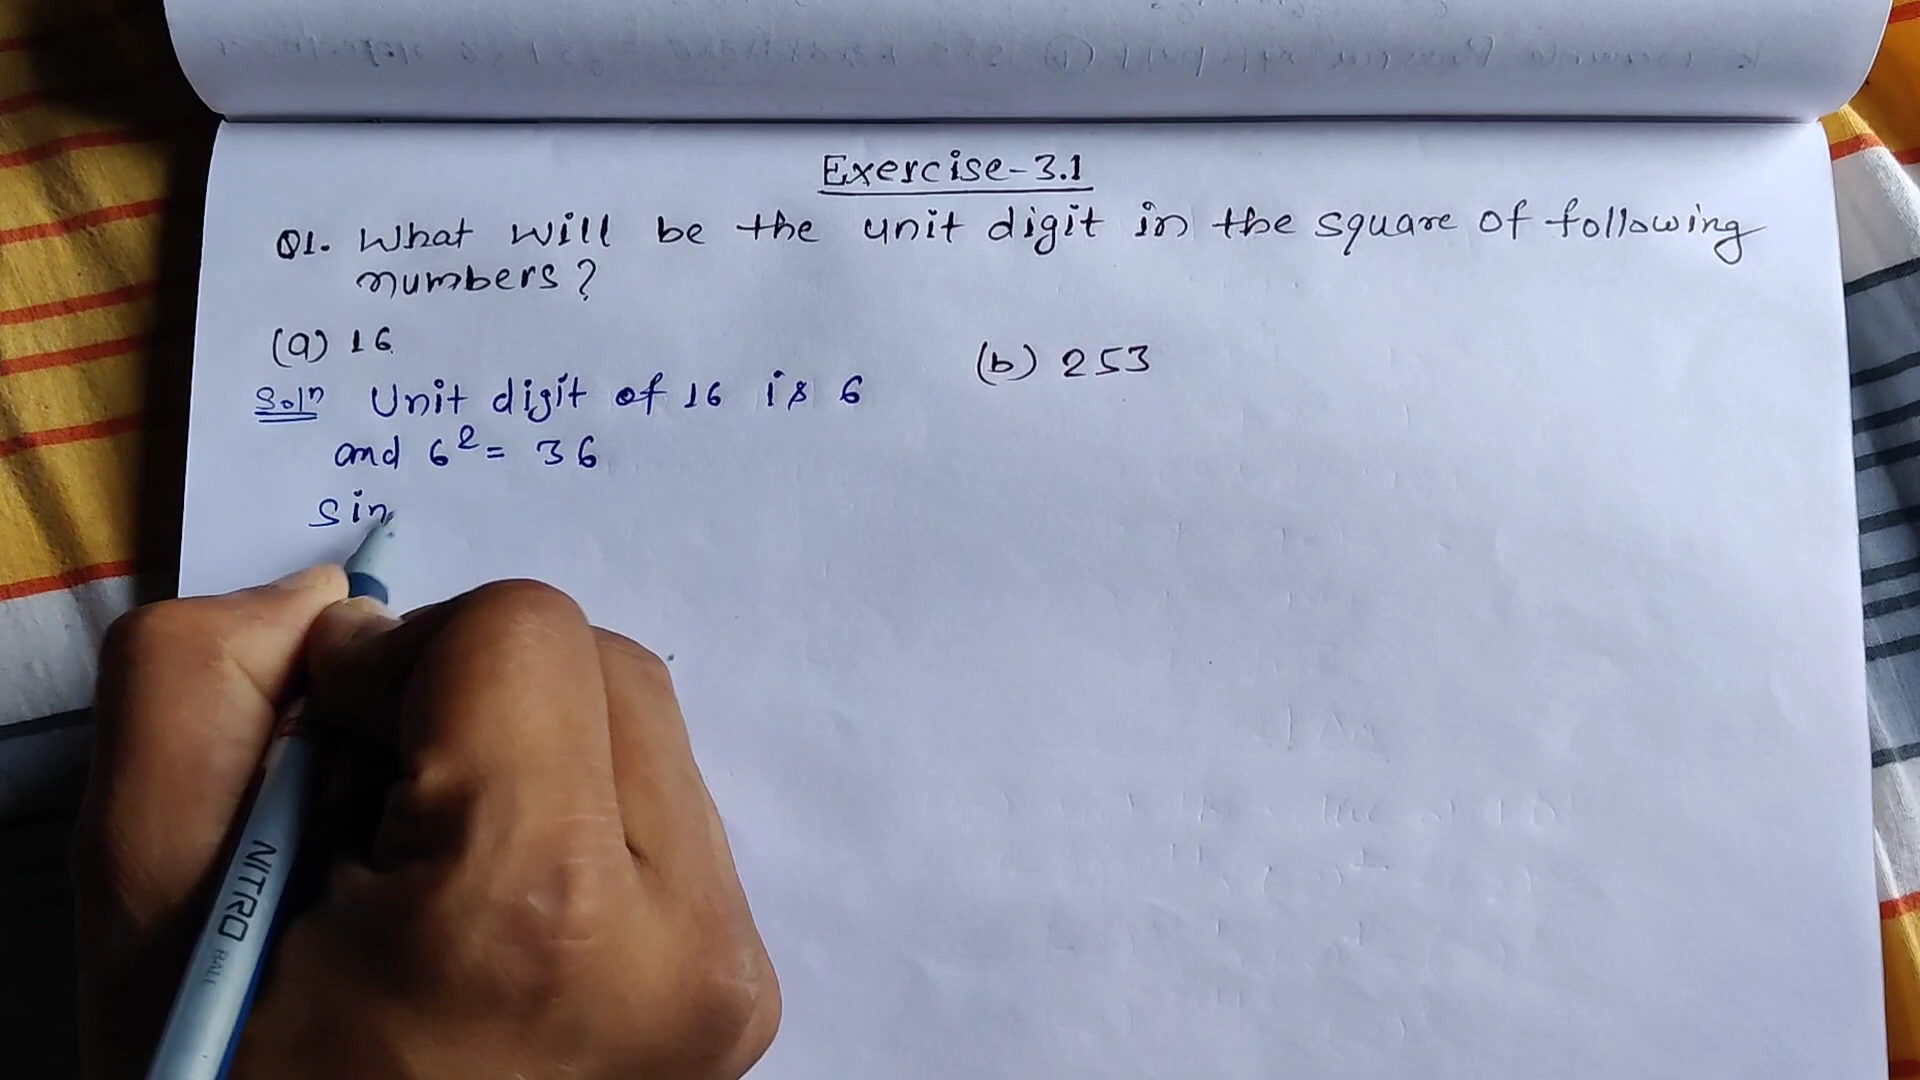 Exercise-3.1
Q1. What will be the unit digit in the square of following
numbers?
(a) 16
(b) 253
Soln Unit digit of 16 is 6
and 6² = 36
sin
NITRO BALL